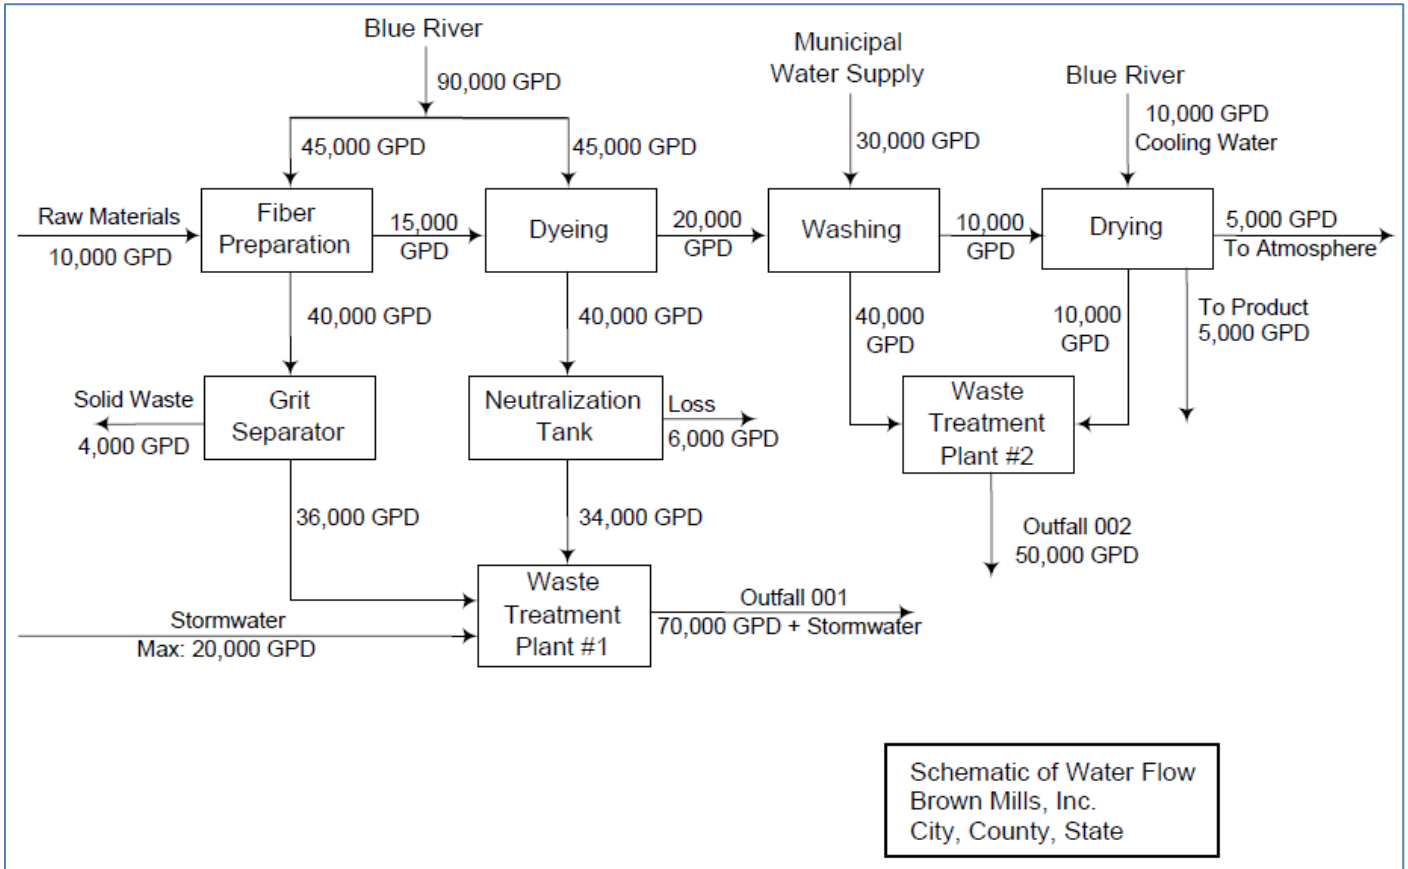 Blue River
90,000 GPD
Municipal
Water Supply
Blue River
10,000 GPD
Cooling Water
45,000 GPD
45,000 GPD
30,000 GPD
Raw Materials
10,000 GPD
Fiber
Preparation
15,000
GPD
Dyeing
20,000
GPD
Washing
10,000
GPD
Drying
5,000 GPD
To Atmosphere
40,000 GPD
40,000 GPD
40,000
GPD
10,000
GPD
To Product
5,000 GPD
Solid Waste
4,000 GPD
Grit
Separator
Neutralization
Tank
Loss
6,000 GPD
Waste
Treatment
Plant #2
36,000 GPD
34,000 GPD
Outfall 002
50,000 GPD
Stormwater
Max: 20,000 GPD
Waste
Treatment
Plant #1
Outfall 001
70,000 GPD + Stormwater
Schematic of Water Flow
Brown Mills, Inc.
City, County, State